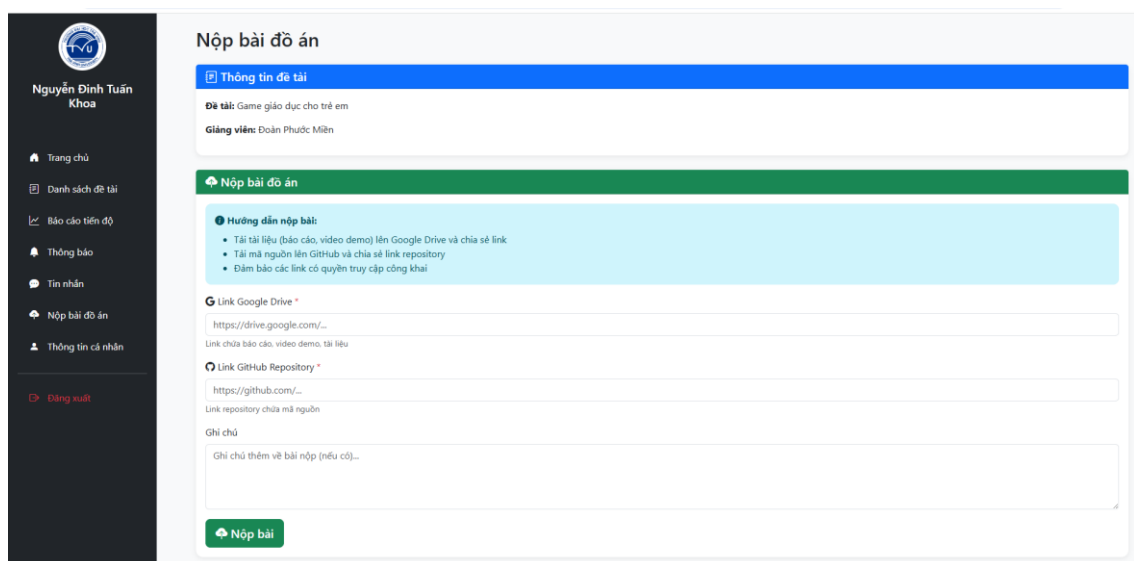 TVU
Nguyễn Đinh Tuấn
Khoa
Trang chủ
Danh sách đề tài
Báo cáo tiến độ
Thông báo
Tin nhắn
Nộp bài đồ án
Thông tin cá nhân
Đăng xuất
Nộp bài đồ án
Thông tin đề tài
Đề tài: Game giáo dục cho trẻ em
Giảng viên: Đoàn Phước Miền
Nộp bài đồ án
Hướng dẫn nộp bài:
• Tải tài liệu (báo cáo, video demo) lên Google Drive và chia sẻ link
• Tải mã nguồn lên GitHub và chia sẻ link repository
• Đảm bảo các link có quyền truy cập công khai
Link Google Drive *
https://drive.google.com/...
Link chứa báo cáo, video demo, tài liệu
Link GitHub Repository *
https://github.com/...
Link repository chứa mã nguồn
Ghi chú
Ghi chú thêm về bài nộp (nếu có)...
Nộp bài